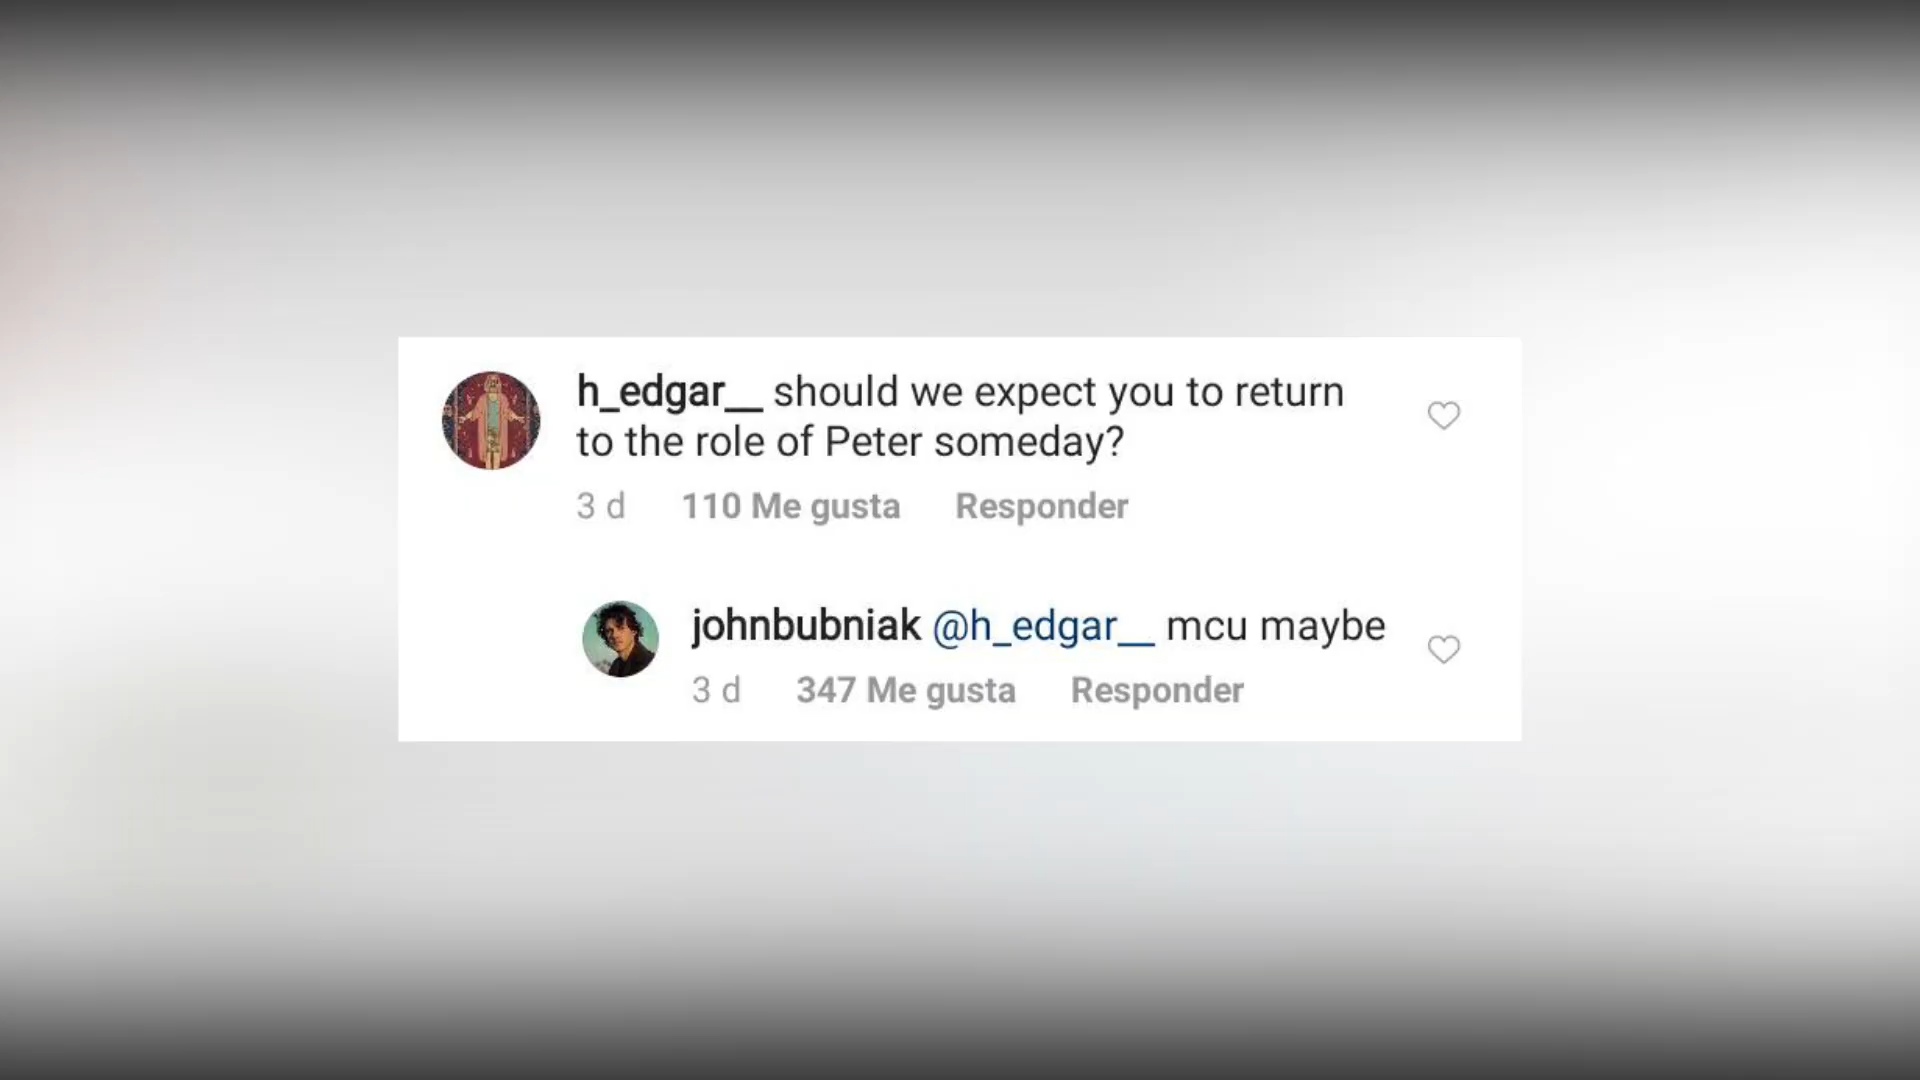 h_edgar__ should we expect you to return
to the role of Peter someday?
3 d 110 Me gusta Responder
johnbubniak @h_edgar__ mcu maybe
3 d 347 Me gusta Responder